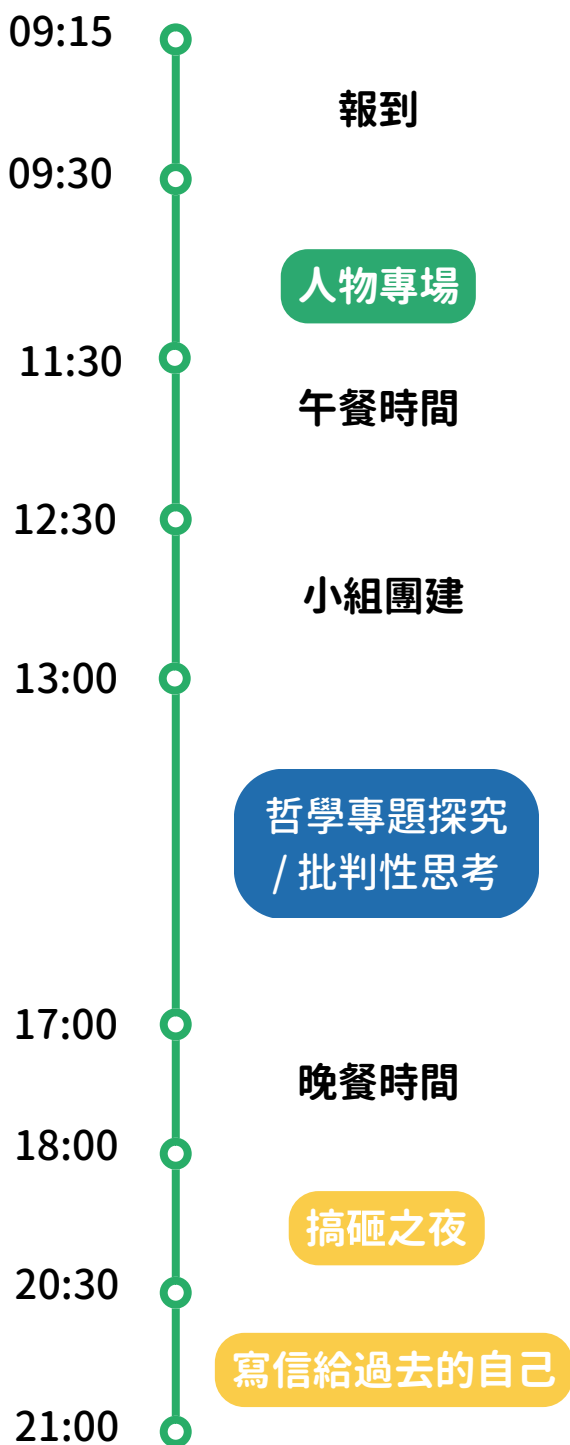 09:15
報到
09:30
人物專場
11:30
午餐時間
12:30
小組團建
13:00
哲學專題探究
/ 批判性思考
17:00
晚餐時間
18:00
搞砸之夜
20:30
寫信給過去的自己
21:00